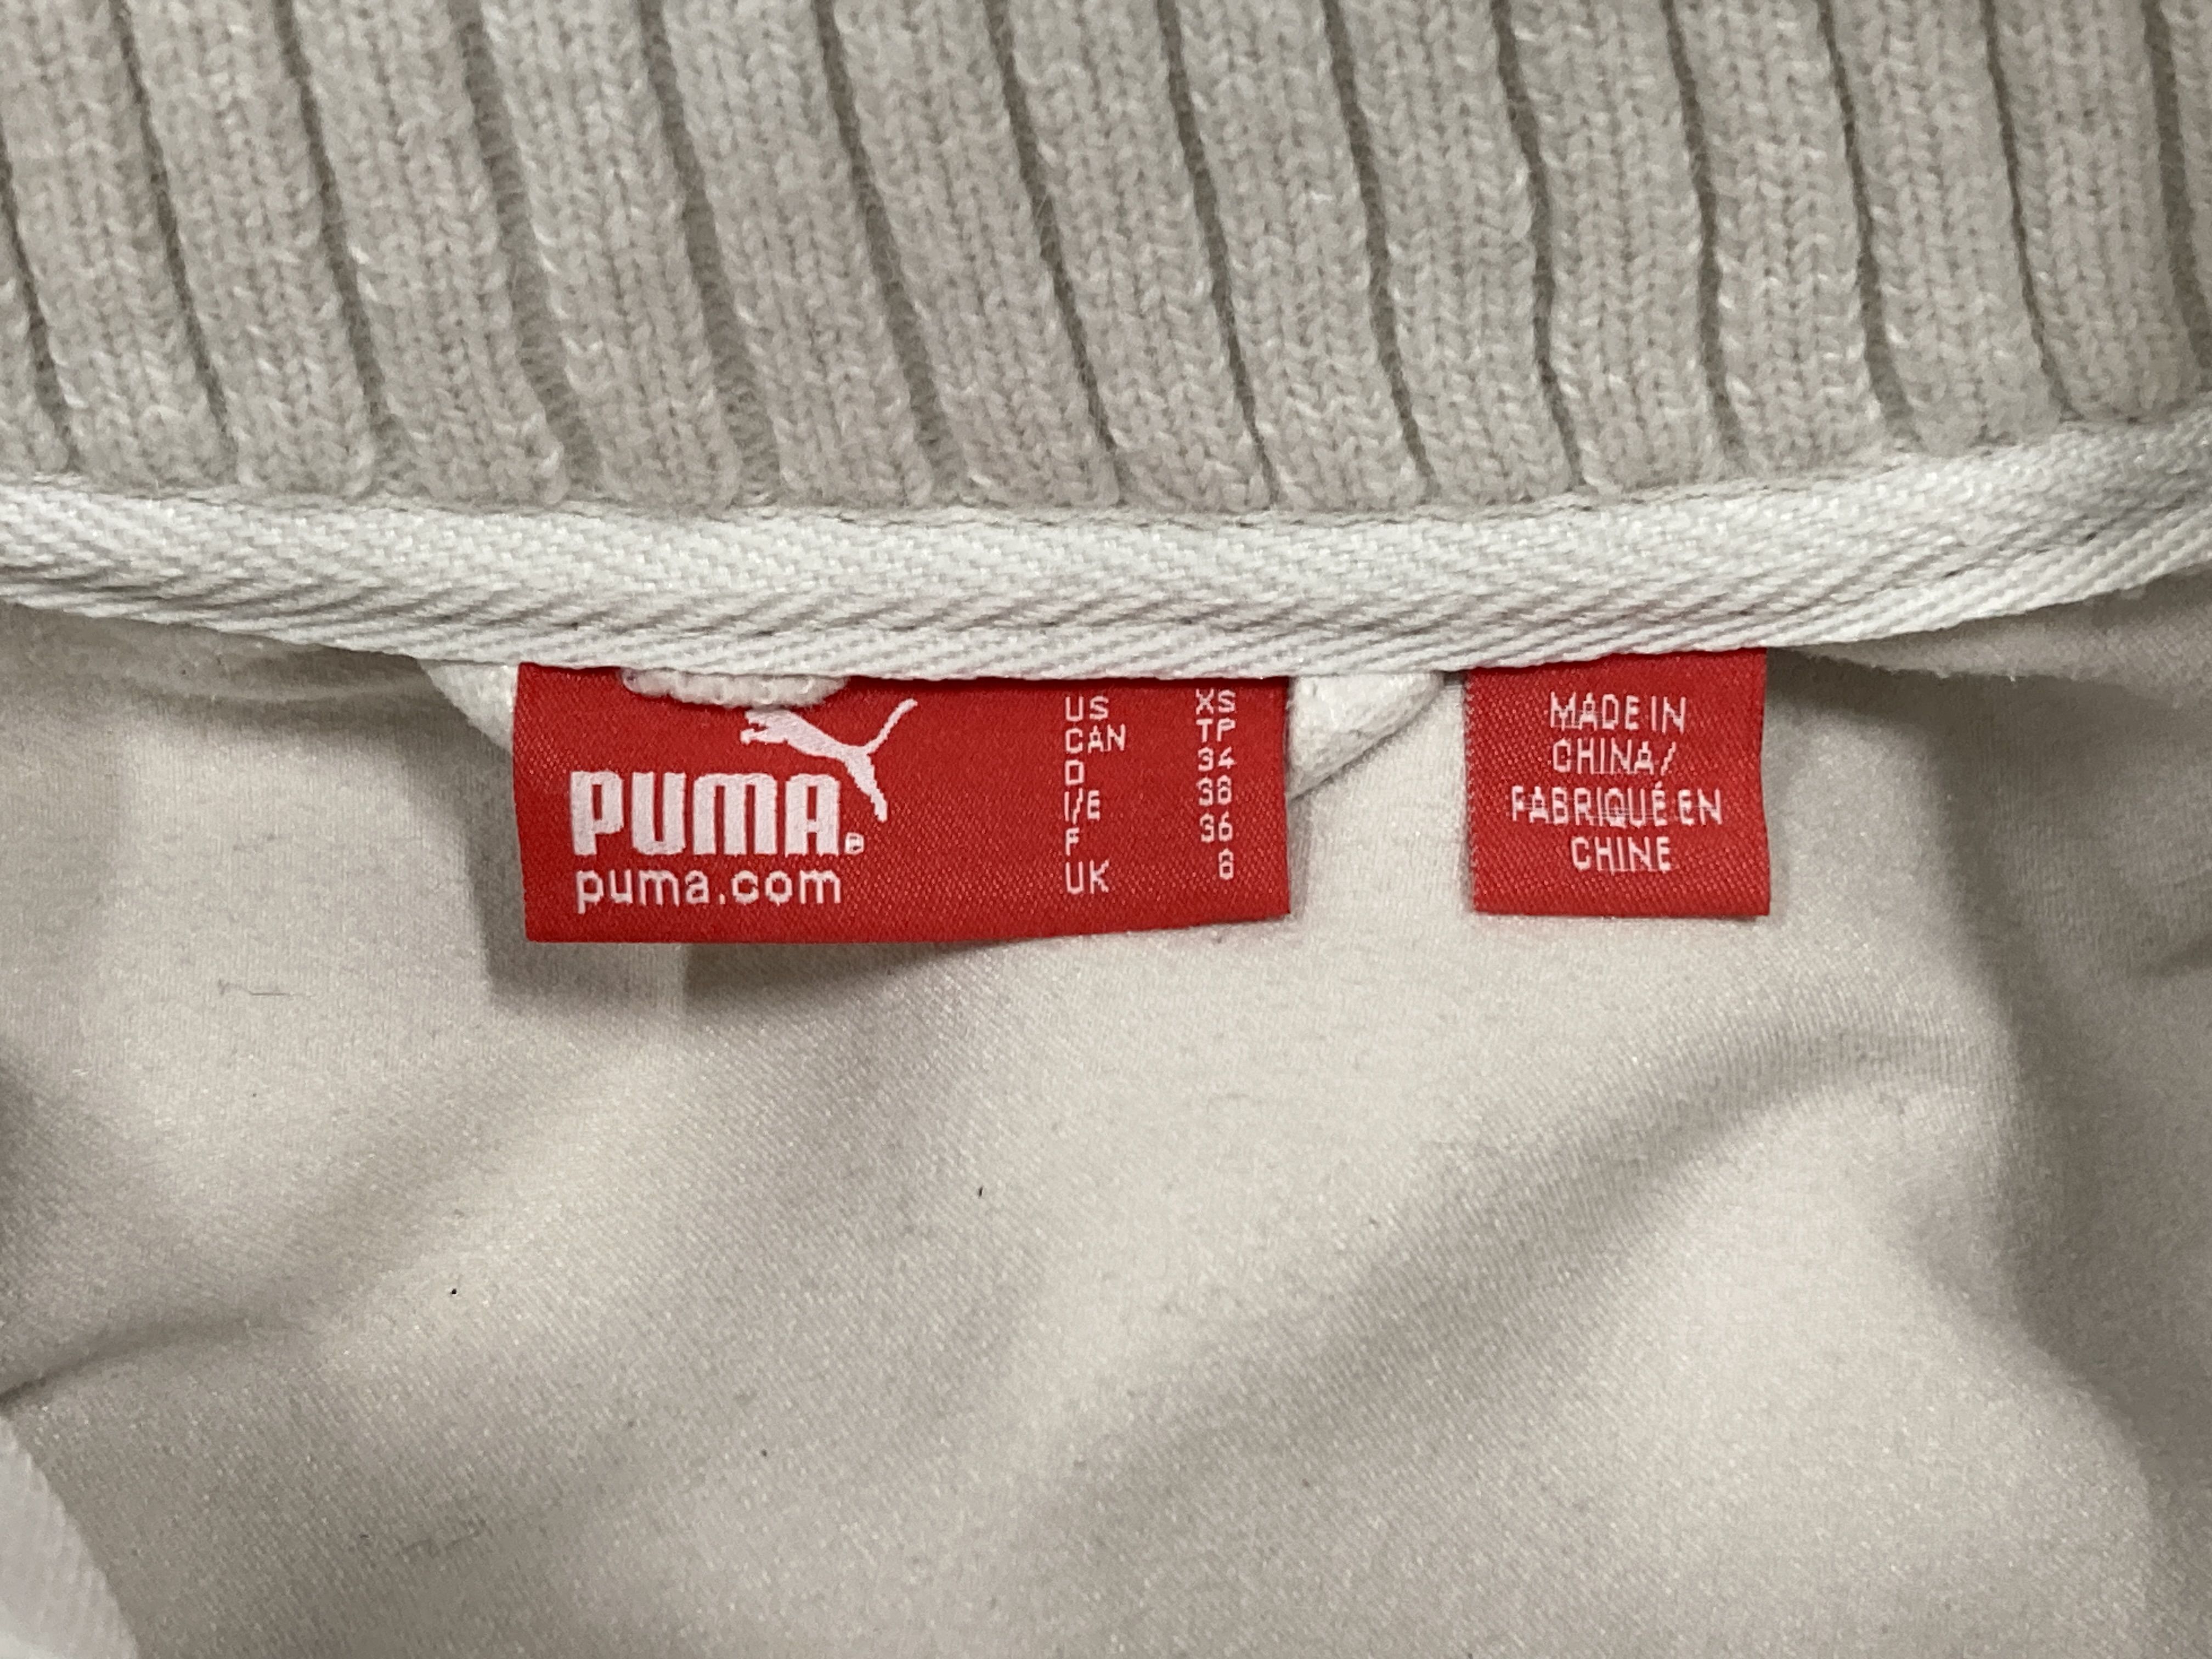 PUMA
puma.com
US XS
CAN TP
D 34
I/E 38
F 36
UK 8
MADE IN
CHINA/
FABRIQUÉ EN
CHINE